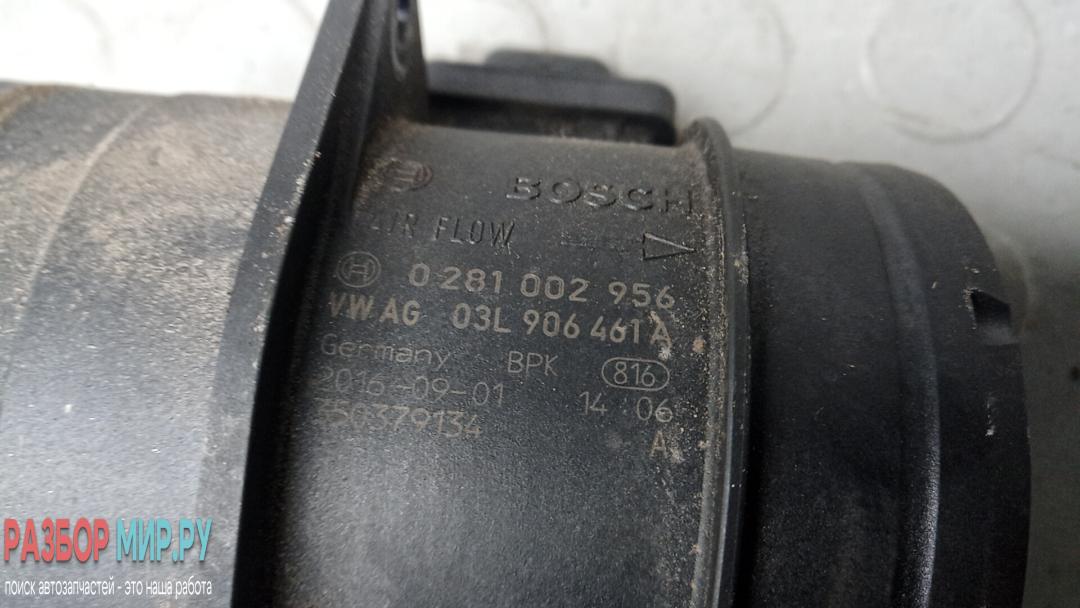 BOSCH
AIR FLOW
0 281 002 956
VW AG 03L 906 461 A
Germany BPK 816
2016-09-01 14 06
350379134 A
РАЗБОР МИР.РУ
поиск автозапчастей - это наша работа